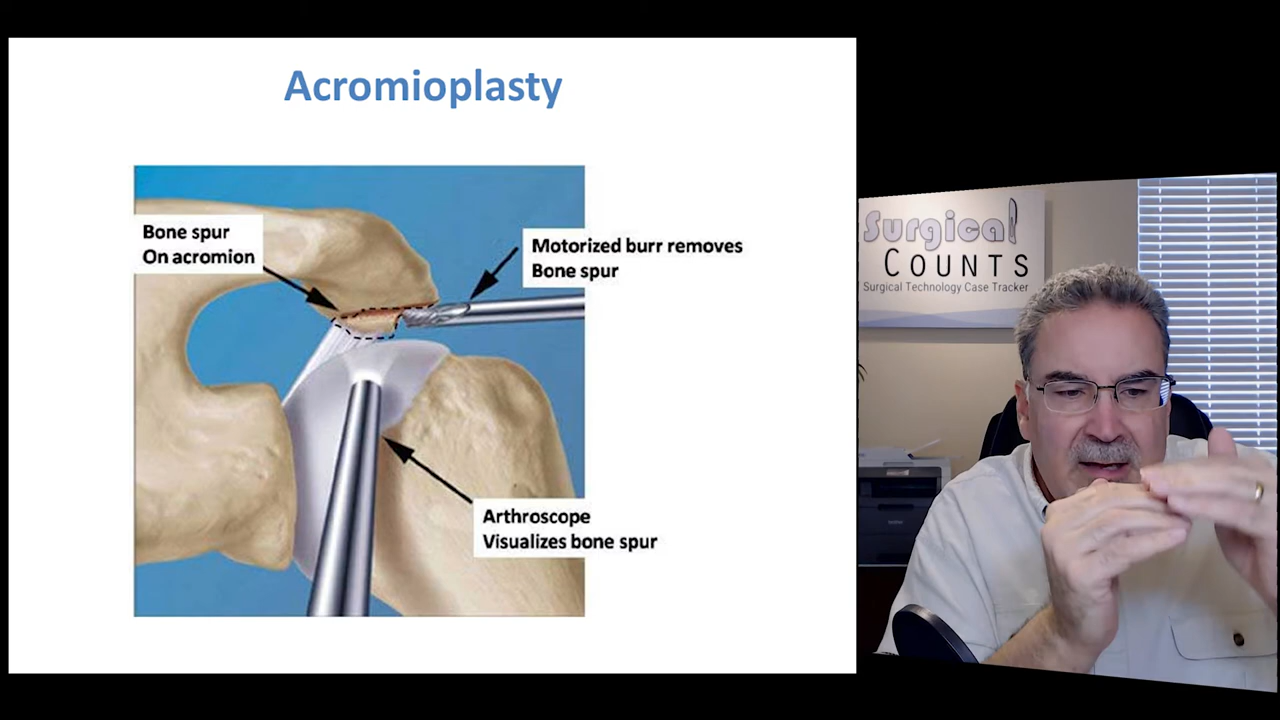 Acromioplasty
Bone spur
On acromion
Motorized burr removes
Bone spur
Arthroscope
Visualizes bone spur
Surgical
COUNTS
Surgical Technology Case Tracker